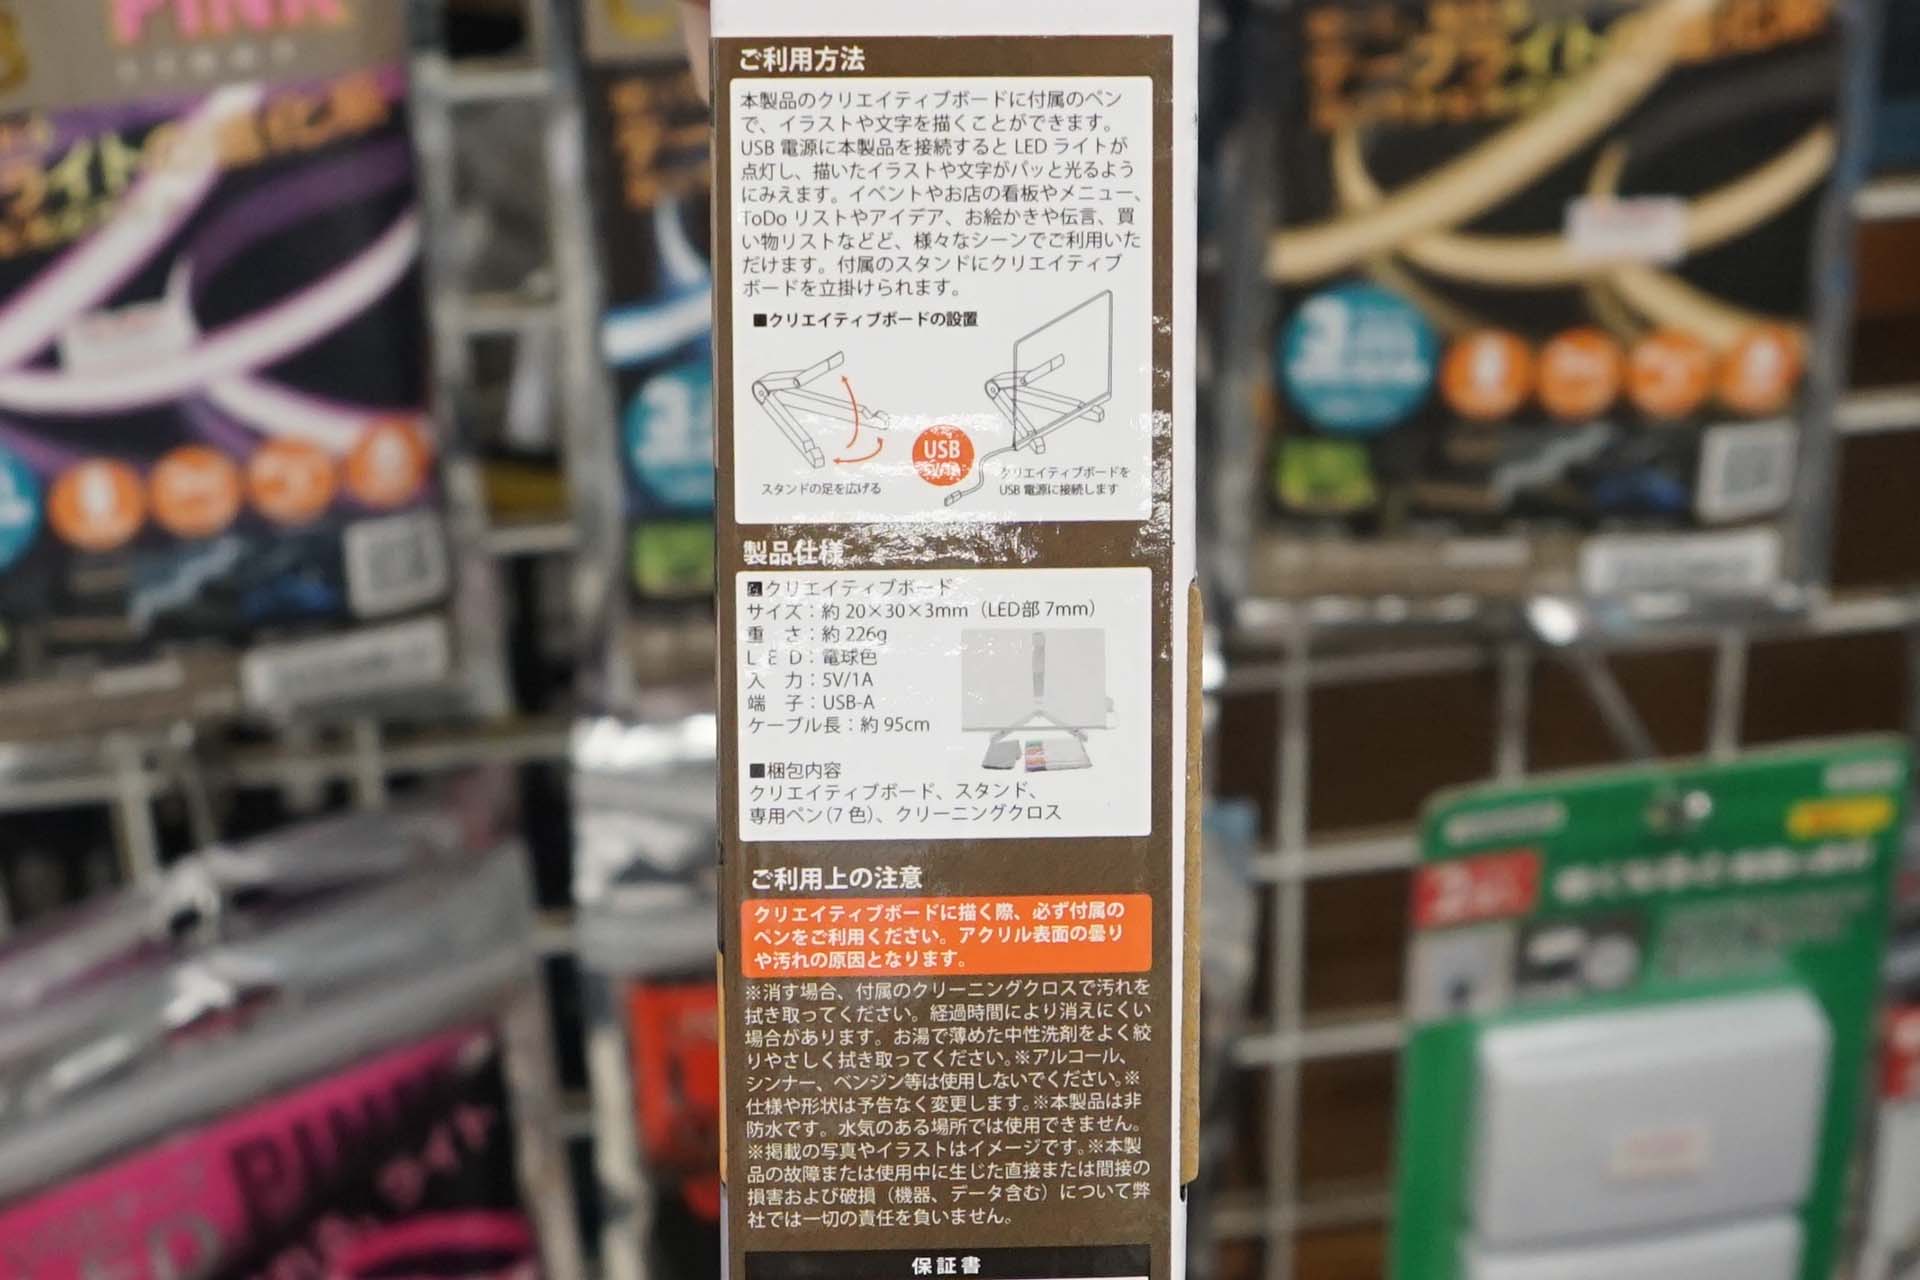 ご利用方法
本製品のクリエイティブボードに付属のペン
で、イラストや文字を描くことができます。
USB 電源に本製品を接続すると LED ライトが
点灯し、描いたイラストや文字がパッと光るよう
にみえます。イベントやお店の看板やメニュー、
ToDo リストやアイデア、お絵かきや伝言、買
い物リストなどど、様々なシーンでご利用いた
だけます。付属のスタンドにクリエイティブ
ボードを立掛けられます。
■クリエイティブボードの設置
USB
5V/1A
スタンドの足を広げる
クリエイティブボードを
USB 電源に接続します
製品仕様
■クリエイティブボード
サイズ：約 20×30×3mm（LED部 7mm）
重　さ：約 226g
L E D：電球色
入　力：5V/1A
端　子：USB-A
ケーブル長：約 95cm
■梱包内容
クリエイティブボード、スタンド、
専用ペン(7 色)、クリーニングクロス
ご利用上の注意
クリエイティブボードに描く際、必ず付属の
ペンをご利用ください。アクリル表面の曇り
や汚れの原因となります。
※消す場合、付属のクリーニングクロスで汚れを
拭き取ってください。経過時間により消えにくい
場合があります。お湯で薄めた中性洗剤をよく絞
りやさしく拭き取ってください。※アルコール、
シンナー、ベンジン等は使用しないでください。※
仕様や形状は予告なく変更します。※本製品は非
防水です。水気のある場所では使用できません。
※掲載の写真やイラストはイメージです。※本製
品の故障または使用中に生じた直接または間接の
損害および破損（機器、データ含む）について弊
社では一切の責任を負いません。
保証書
PINK